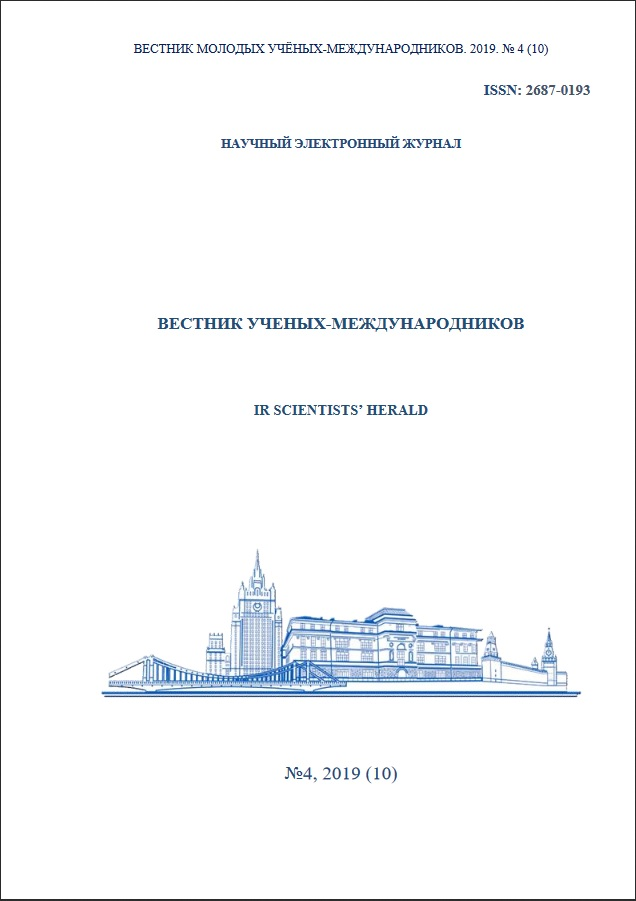 ВЕСТНИК МОЛОДЫХ УЧЁНЫХ-МЕЖДУНАРОДНИКОВ. 2019. № 4 (10)
ISSN: 2687-0193
НАУЧНЫЙ ЭЛЕКТРОННЫЙ ЖУРНАЛ
ВЕСТНИК УЧЕНЫХ-МЕЖДУНАРОДНИКОВ
IR SCIENTISTS’ HERALD
№4, 2019 (10)